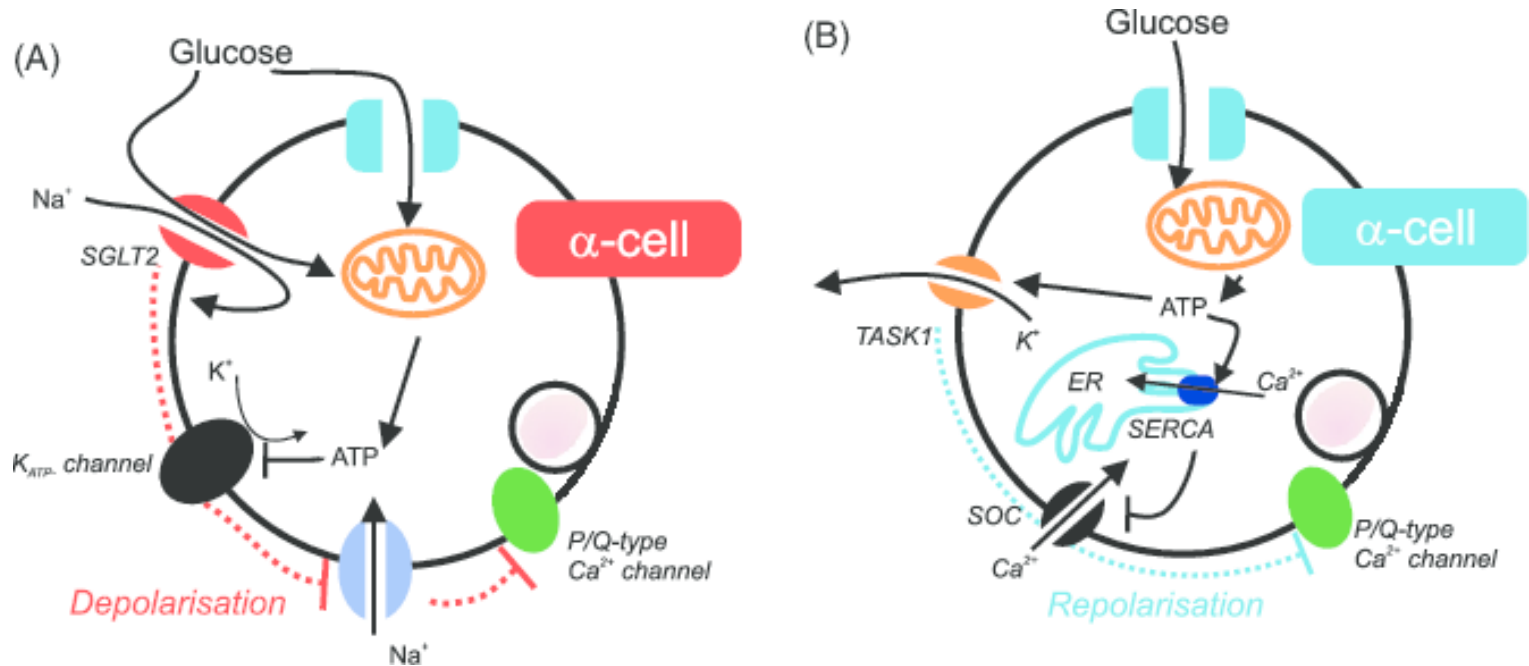 (A)
Glucose
Na⁺
SGLT2
α-cell
K⁺
ATP
K_ATP- channel
P/Q-type
Ca²⁺ channel
Depolarisation
Na⁺
(B)
Glucose
α-cell
ATP
TASK1
K⁺
ER
Ca²⁺
SERCA
SOC
Ca²⁺
P/Q-type
Ca²⁺ channel
Repolarisation